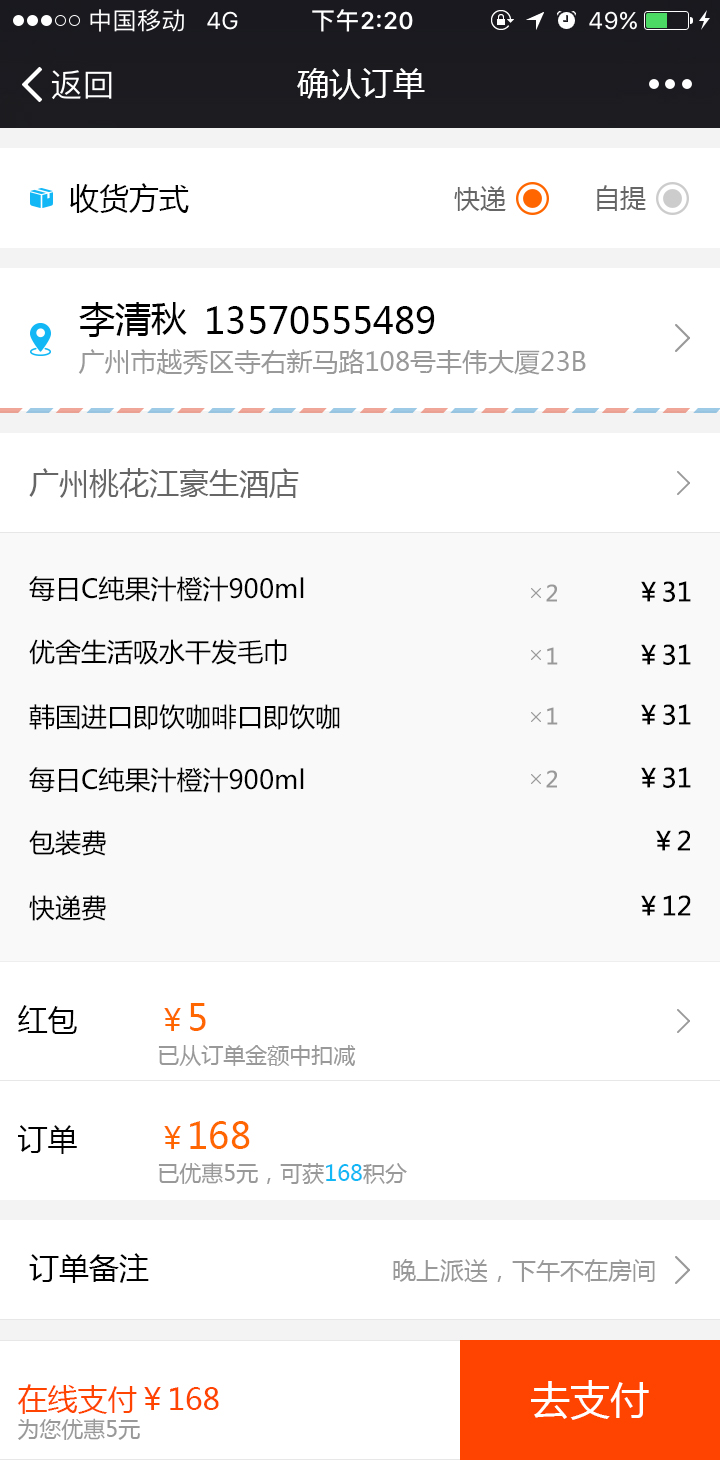 中国移动 4G 下午2:20 49%
返回 确认订单
收货方式 快递 自提
李清秋 13570555489
广州市越秀区寺右新马路108号丰伟大厦23B
广州桃花江豪生酒店
每日C纯果汁橙汁900ml ×2 ¥31
优舍生活吸水干发毛巾 ×1 ¥31
韩国进口即饮咖啡口即饮咖 ×1 ¥31
每日C纯果汁橙汁900ml ×2 ¥31
包装费 ¥2
快递费 ¥12
红包 ¥5
已从订单金额中扣减
订单 ¥168
已优惠5元，可获168积分
订单备注 晚上派送，下午不在房间
在线支付¥168 去支付
为您优惠5元